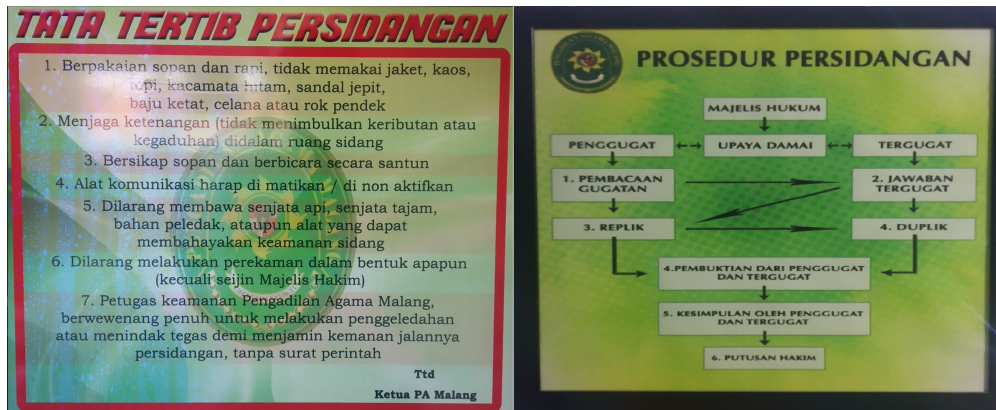 TATA TERTIB PERSIDANGAN
1. Berpakaian sopan dan rapi, tidak memakai jaket, kaos,
topi, kacamata hitam, sandal jepit,
baju ketat, celana atau rok pendek
2. Menjaga ketenangan (tidak menimbulkan keributan atau
kegaduhan) didalam ruang sidang
3. Bersikap sopan dan berbicara secara santun
4. Alat komunikasi harap di matikan / di non aktifkan
5. Dilarang membawa senjata api, senjata tajam,
bahan peledak, ataupun alat yang dapat
membahayakan keamanan sidang
6. Dilarang melakukan perekaman dalam bentuk apapun
(kecuali seijin Majelis Hakim)
7. Petugas keamanan Pengadilan Agama Malang,
berwewenang penuh untuk melakukan penggeledahan
atau menindak tegas demi menjamin kemanan jalannya
persidangan, tanpa surat perintah
Ttd
Ketua PA Malang
PROSEDUR PERSIDANGAN
MAJELIS HUKUM
PENGGUGAT
UPAYA DAMAI
TERGUGAT
1. PEMBACAAN
GUGATAN
2. JAWABAN
TERGUGAT
3. REPLIK
4. DUPLIK
4.PEMBUKTIAN DARI PENGGUGAT
DAN TERGUGAT
5. KESIMPULAN OLEH PENGGUGAT
DAN TERGUGAT
6. PUTUSAN HAKIM